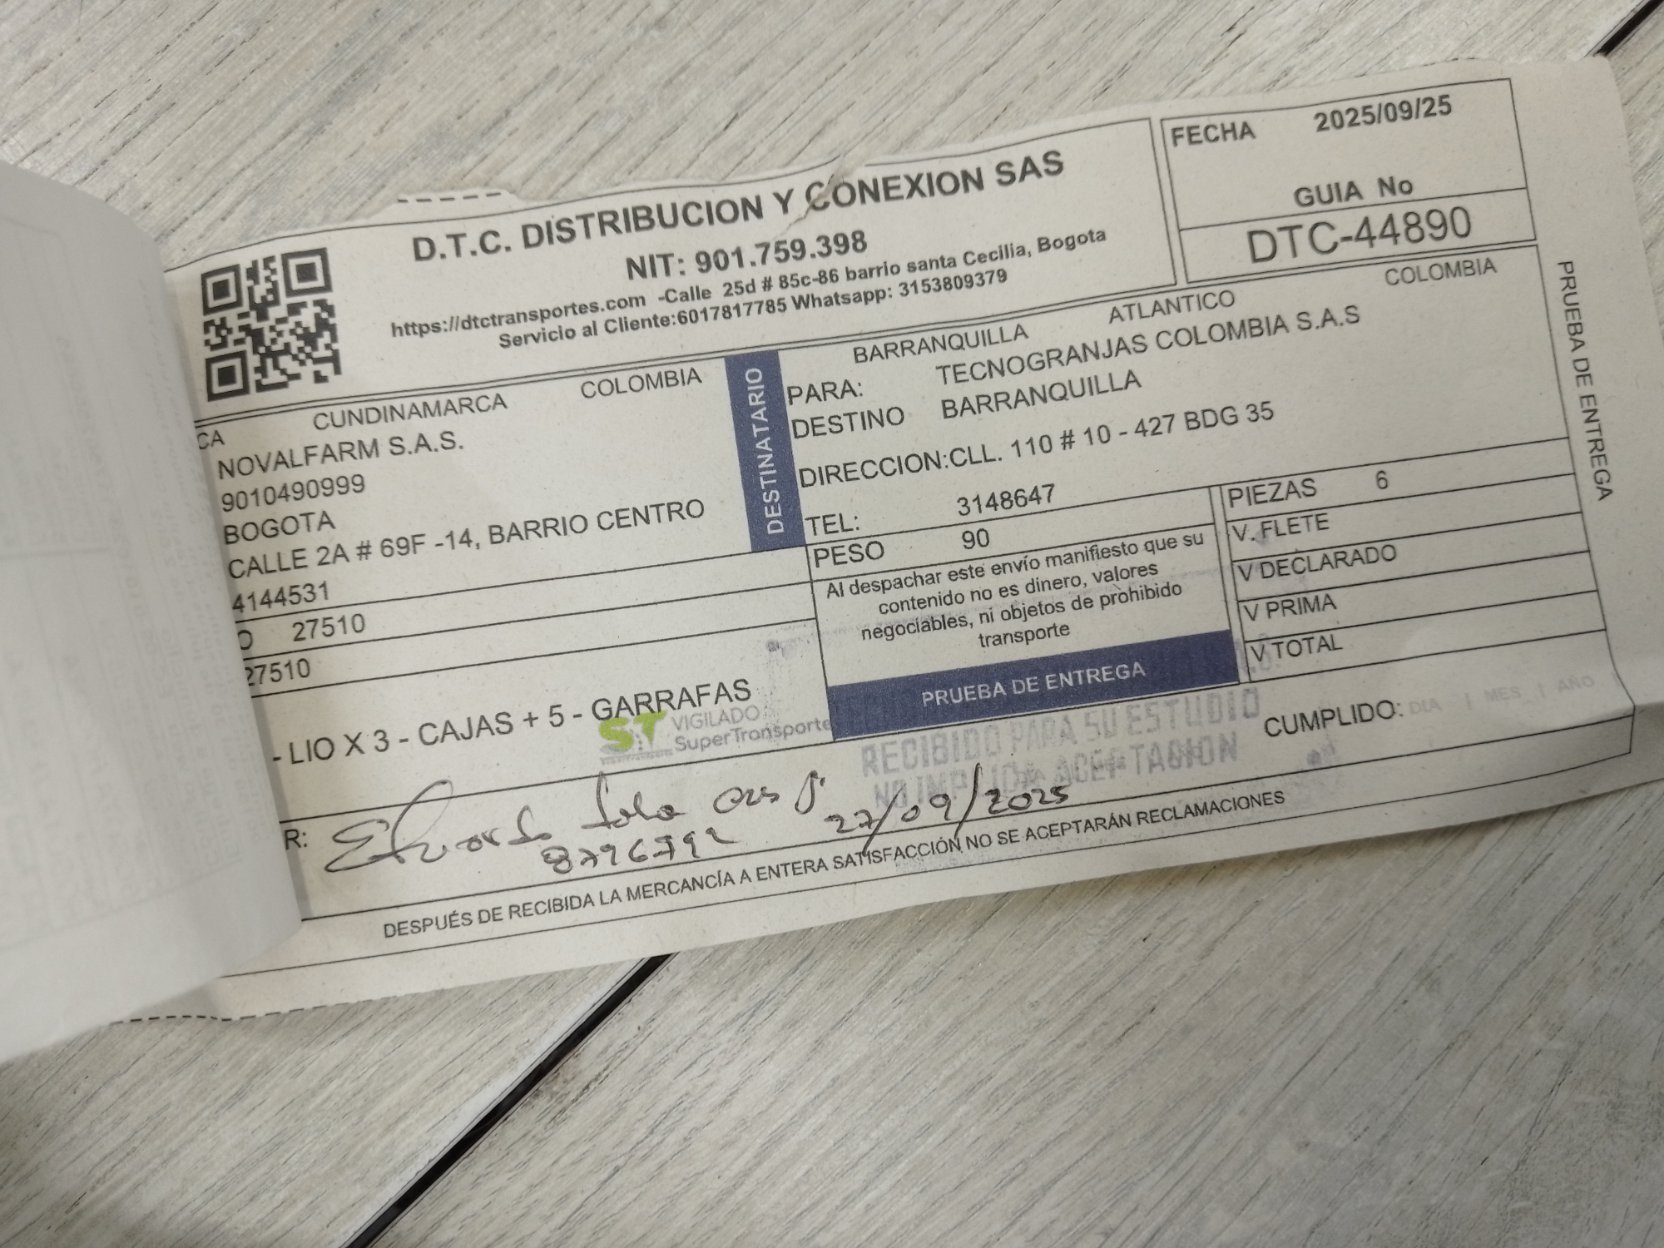 D.T.C. DISTRIBUCION Y CONEXION SAS
NIT: 901.759.398
https://dtctransportes.com -Calle 25d # 85c-86 barrio santa Cecilia, Bogota
Servicio al Cliente:6017817785 Whatsapp: 3153809379
FECHA 2025/09/25
GUIA No
DTC-44890
CA CUNDINAMARCA COLOMBIA
NOVALFARM S.A.S.
9010490999
BOGOTA
CALLE 2A # 69F -14, BARRIO CENTRO
4144531
O 27510
27510
- LIO X 3 - CAJAS + 5 - GARRAFAS
ST VIGILADO
SuperTransporte
DESTINATARIO
BARRANQUILLA ATLANTICO COLOMBIA
PARA: TECNOGRANJAS COLOMBIA S.A.S
DESTINO BARRANQUILLA
DIRECCION:CLL. 110 # 10 - 427 BDG 35
TEL: 3148647
PESO 90
Al despachar este envío manifiesto que su
contenido no es dinero, valores
negociables, ni objetos de prohibido
transporte
PRUEBA DE ENTREGA
PIEZAS 6
V. FLETE
V DECLARADO
V PRIMA
V TOTAL
RECIBIDO PARA SU ESTUDIO
NO IMPLICA ACEPTACION
CUMPLIDO: DIA | MES | AÑO
R:
8796792 27/09/2025
DESPUÉS DE RECIBIDA LA MERCANCÍA A ENTERA SATISFACCIÓN NO SE ACEPTARÁN RECLAMACIONES
PRUEBA DE ENTREGA